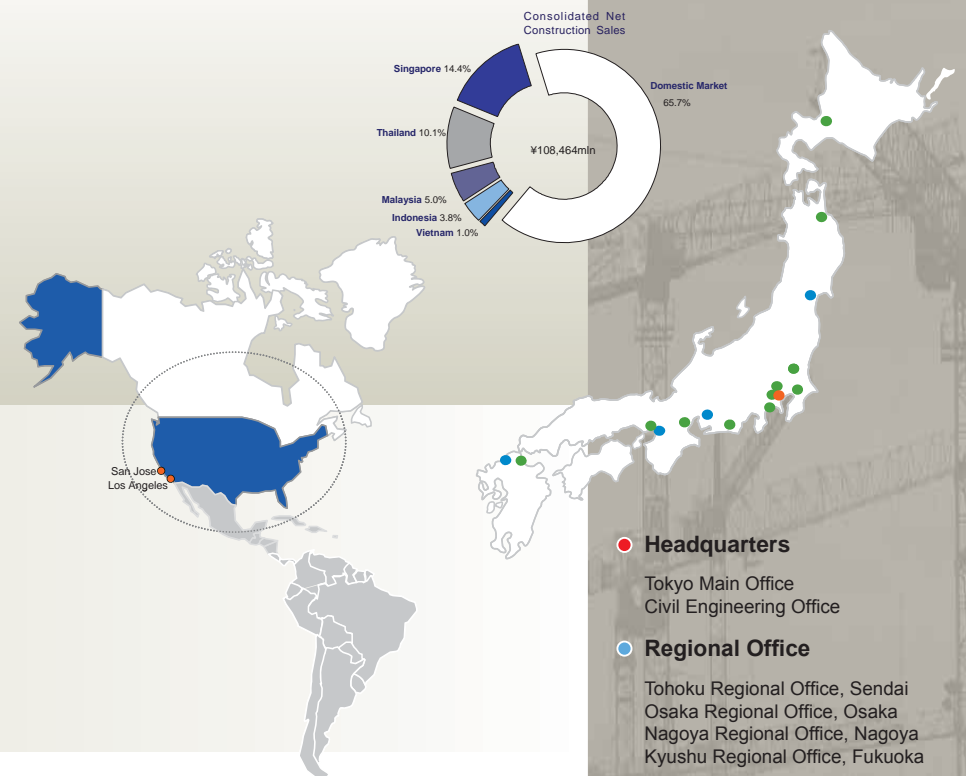 Consolidated Net
Construction Sales
Singapore 14.4%
Domestic Market
65.7%
Thailand 10.1%
¥108,464mln
Malaysia 5.0%
Indonesia 3.8%
Vietnam 1.0%
San Jose
Los Angeles
Headquarters
Tokyo Main Office
Civil Engineering Office
Regional Office
Tohoku Regional Office, Sendai
Osaka Regional Office, Osaka
Nagoya Regional Office, Nagoya
Kyushu Regional Office, Fukuoka